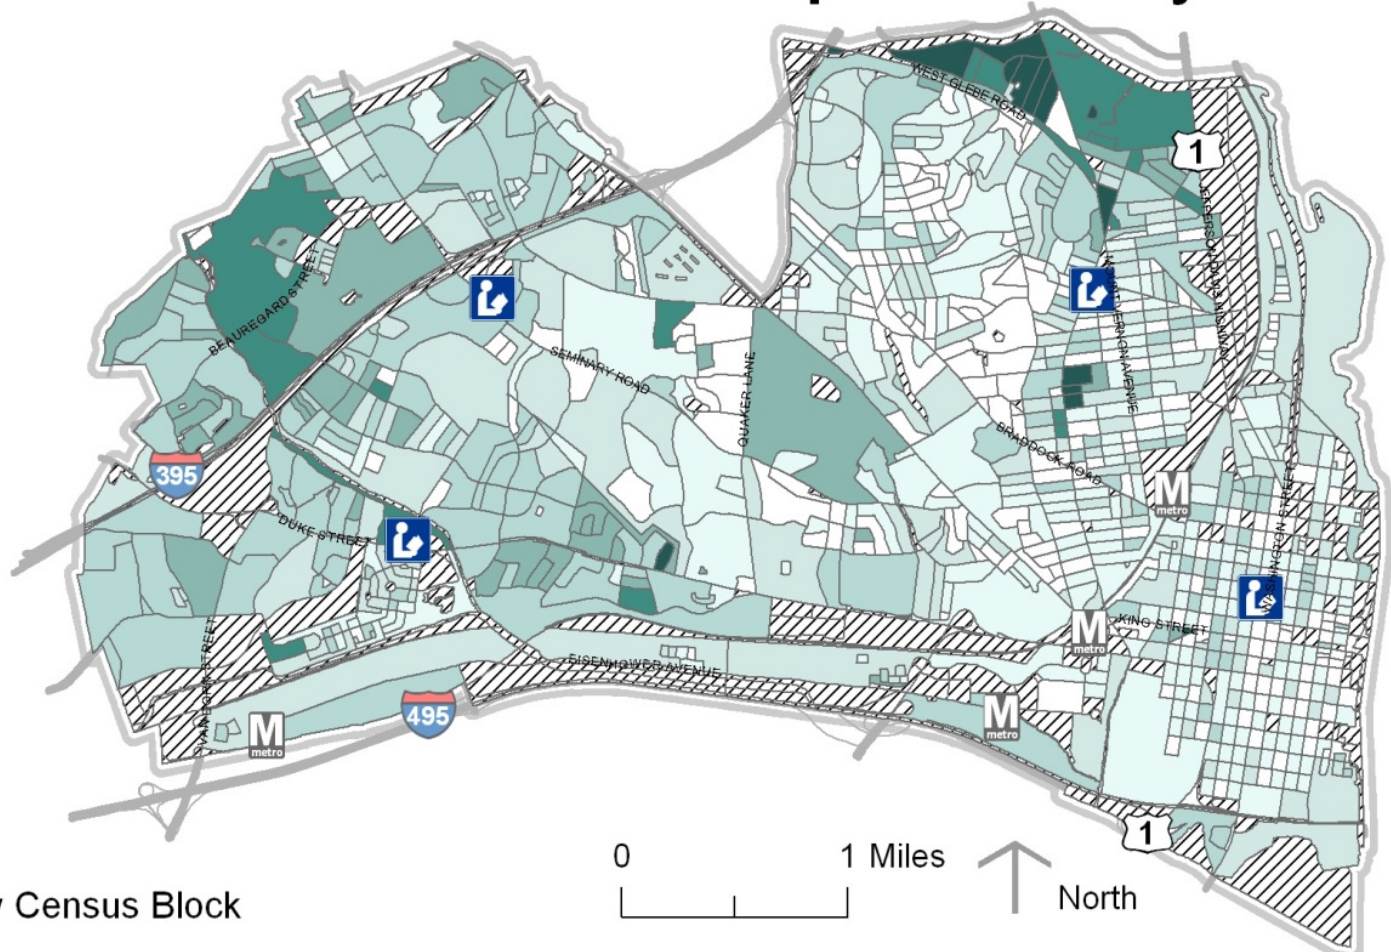 WEST GLEBE ROAD
1
JEFFERSON DAVIS HIGHWAY
BEAUREGARD STREET
MOUNT VERNON AVENUE
SEMINARY ROAD
QUAKER LANE
BRADDOCK ROAD
395
M
metro
WASHINGTON STREET
DUKE STREET
M
metro
KING STREET
EISENHOWER AVENUE
VAN DORN STREET
495
M
metro
M
metro
1
0
1 Miles
North
Census Block